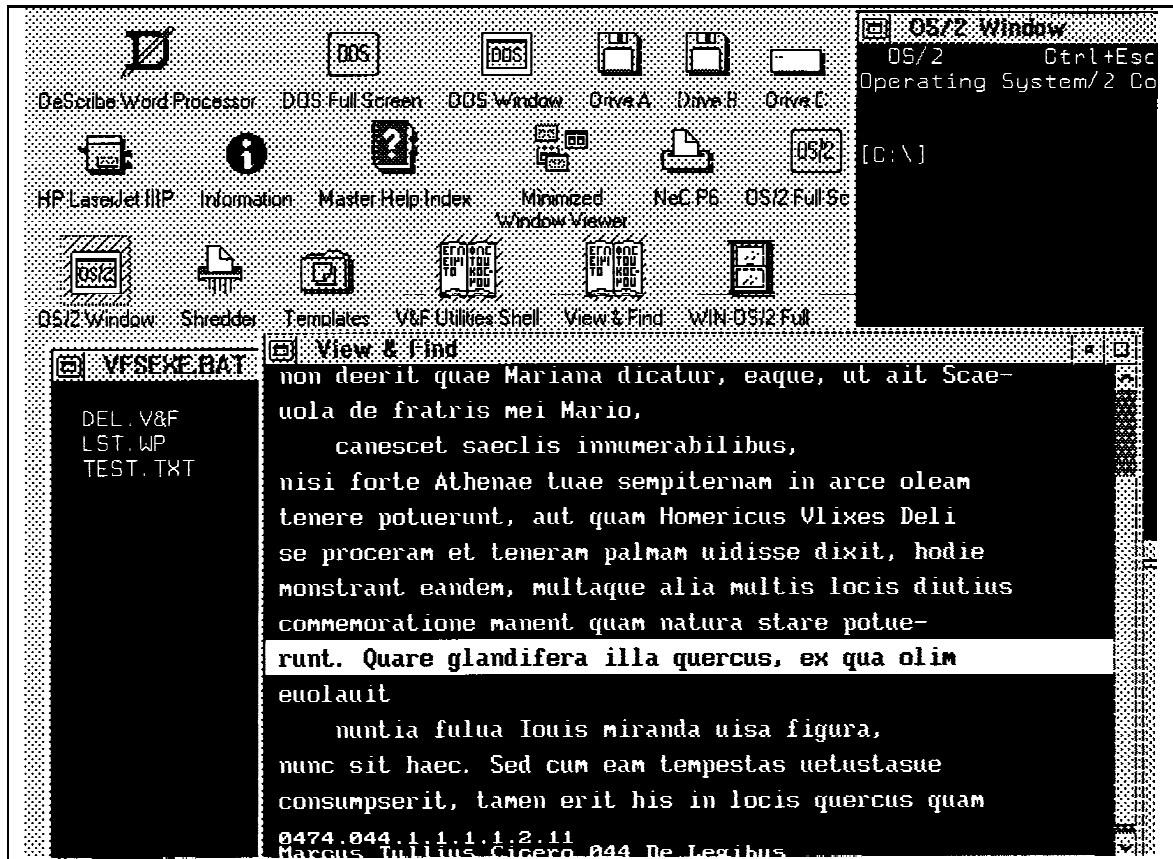 OS/2 Window
OS/2 Ctrl+Esc
Operating System/2 Co
[C:\]
DOS
DOS
DeScribe Word Processor DOS Full Screen DOS Window Drive A Drive B Drive C
OS/2
HP LaserJet IIIP Information Master Help Index Minimized Window Viewer NeC P6 OS/2 Full Sc
OS/2
OS/2 Window Shredder Templates V&F Utilities Shell View & Find WIN-OS/2 Full
VFSEXE.BAT
DEL.V&F
LST.WP
TEST.TXT
View & Find
non deerit quae Mariana dicatur, eaque, ut ait Scae-
uola de fratris mei Mario,
canescet saeclis innumerabilibus,
nisi forte Athenae tuae sempiternam in arce oleam
tenere potuerunt, aut quam Homericus Vlixes Deli
se proceram et teneram palmam uidisse dixit, hodie
monstrant eandem, multaque alia multis locis diutius
commemoratione manent quam natura stare potue-
runt. Quare glandifera illa quercus, ex qua olim
euolauit
nuntia fulua Iouis miranda uisa figura,
nunc sit haec. Sed cum eam tempestas uetustasue
consumpserit, tamen erit his in locis quercus quam
0474.044.1.1.1.1.2.11
Marcus Tullius Cicero 044 De Legibus